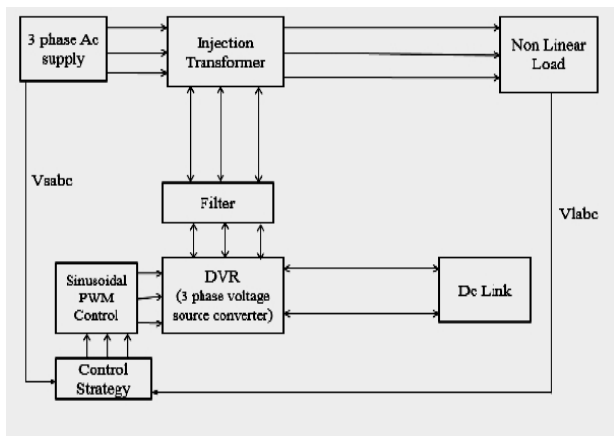 3 phase Ac
supply
Injection
Transformer
Non Linear
Load
Vsabc
Vlabc
Filter
Sinusoidal
PWM
Control
DVR
(3 phase voltage
source converter)
Dc Link
Control
Strategy